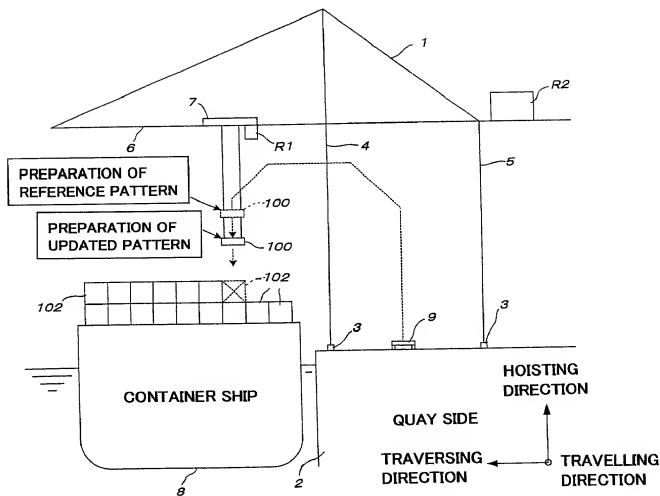 1
7
R2
6
R1
4
5
PREPARATION OF
REFERENCE PATTERN
100
PREPARATION OF
UPDATED PATTERN
100
102
102
9
3
3
CONTAINER SHIP
HOISTING
DIRECTION
QUAY SIDE
TRAVERSING
DIRECTION
TRAVELLING
DIRECTION
8
2